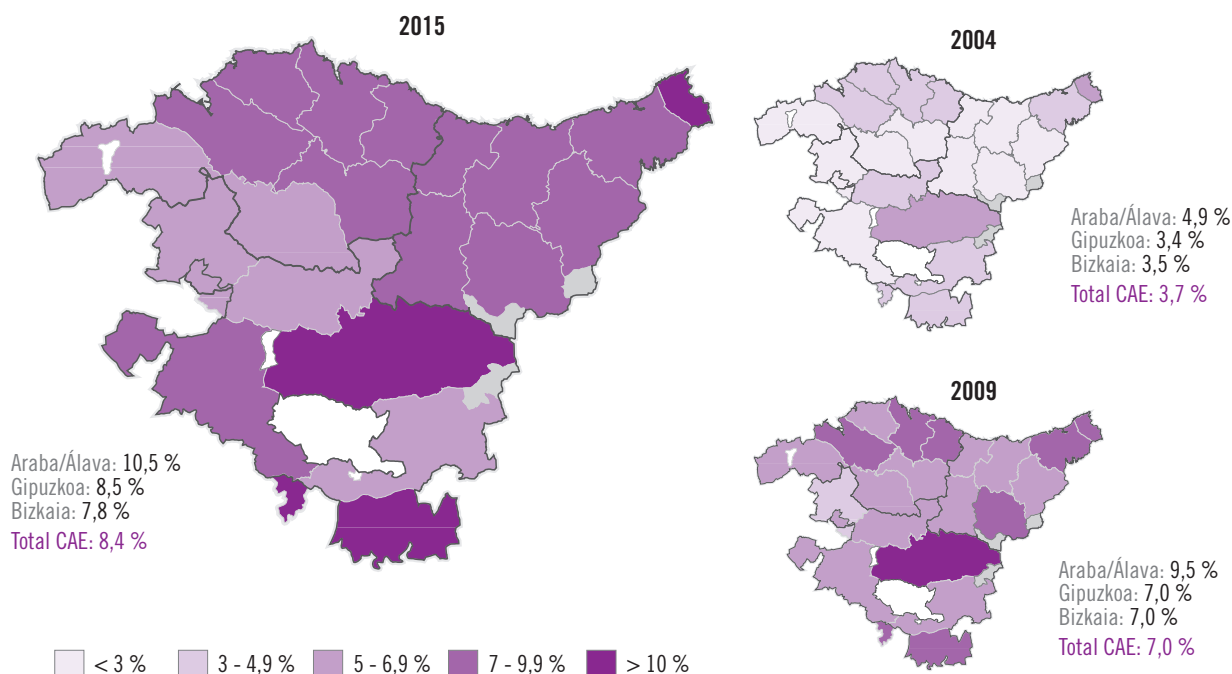 2015
Araba/Álava: 10,5 %
Gipuzkoa: 8,5 %
Bizkaia: 7,8 %
Total CAE: 8,4 %
2004
Araba/Álava: 4,9 %
Gipuzkoa: 3,4 %
Bizkaia: 3,5 %
Total CAE: 3,7 %
2009
Araba/Álava: 9,5 %
Gipuzkoa: 7,0 %
Bizkaia: 7,0 %
Total CAE: 7,0 %
< 3 % 3 - 4,9 % 5 - 6,9 % 7 - 9,9 % > 10 %